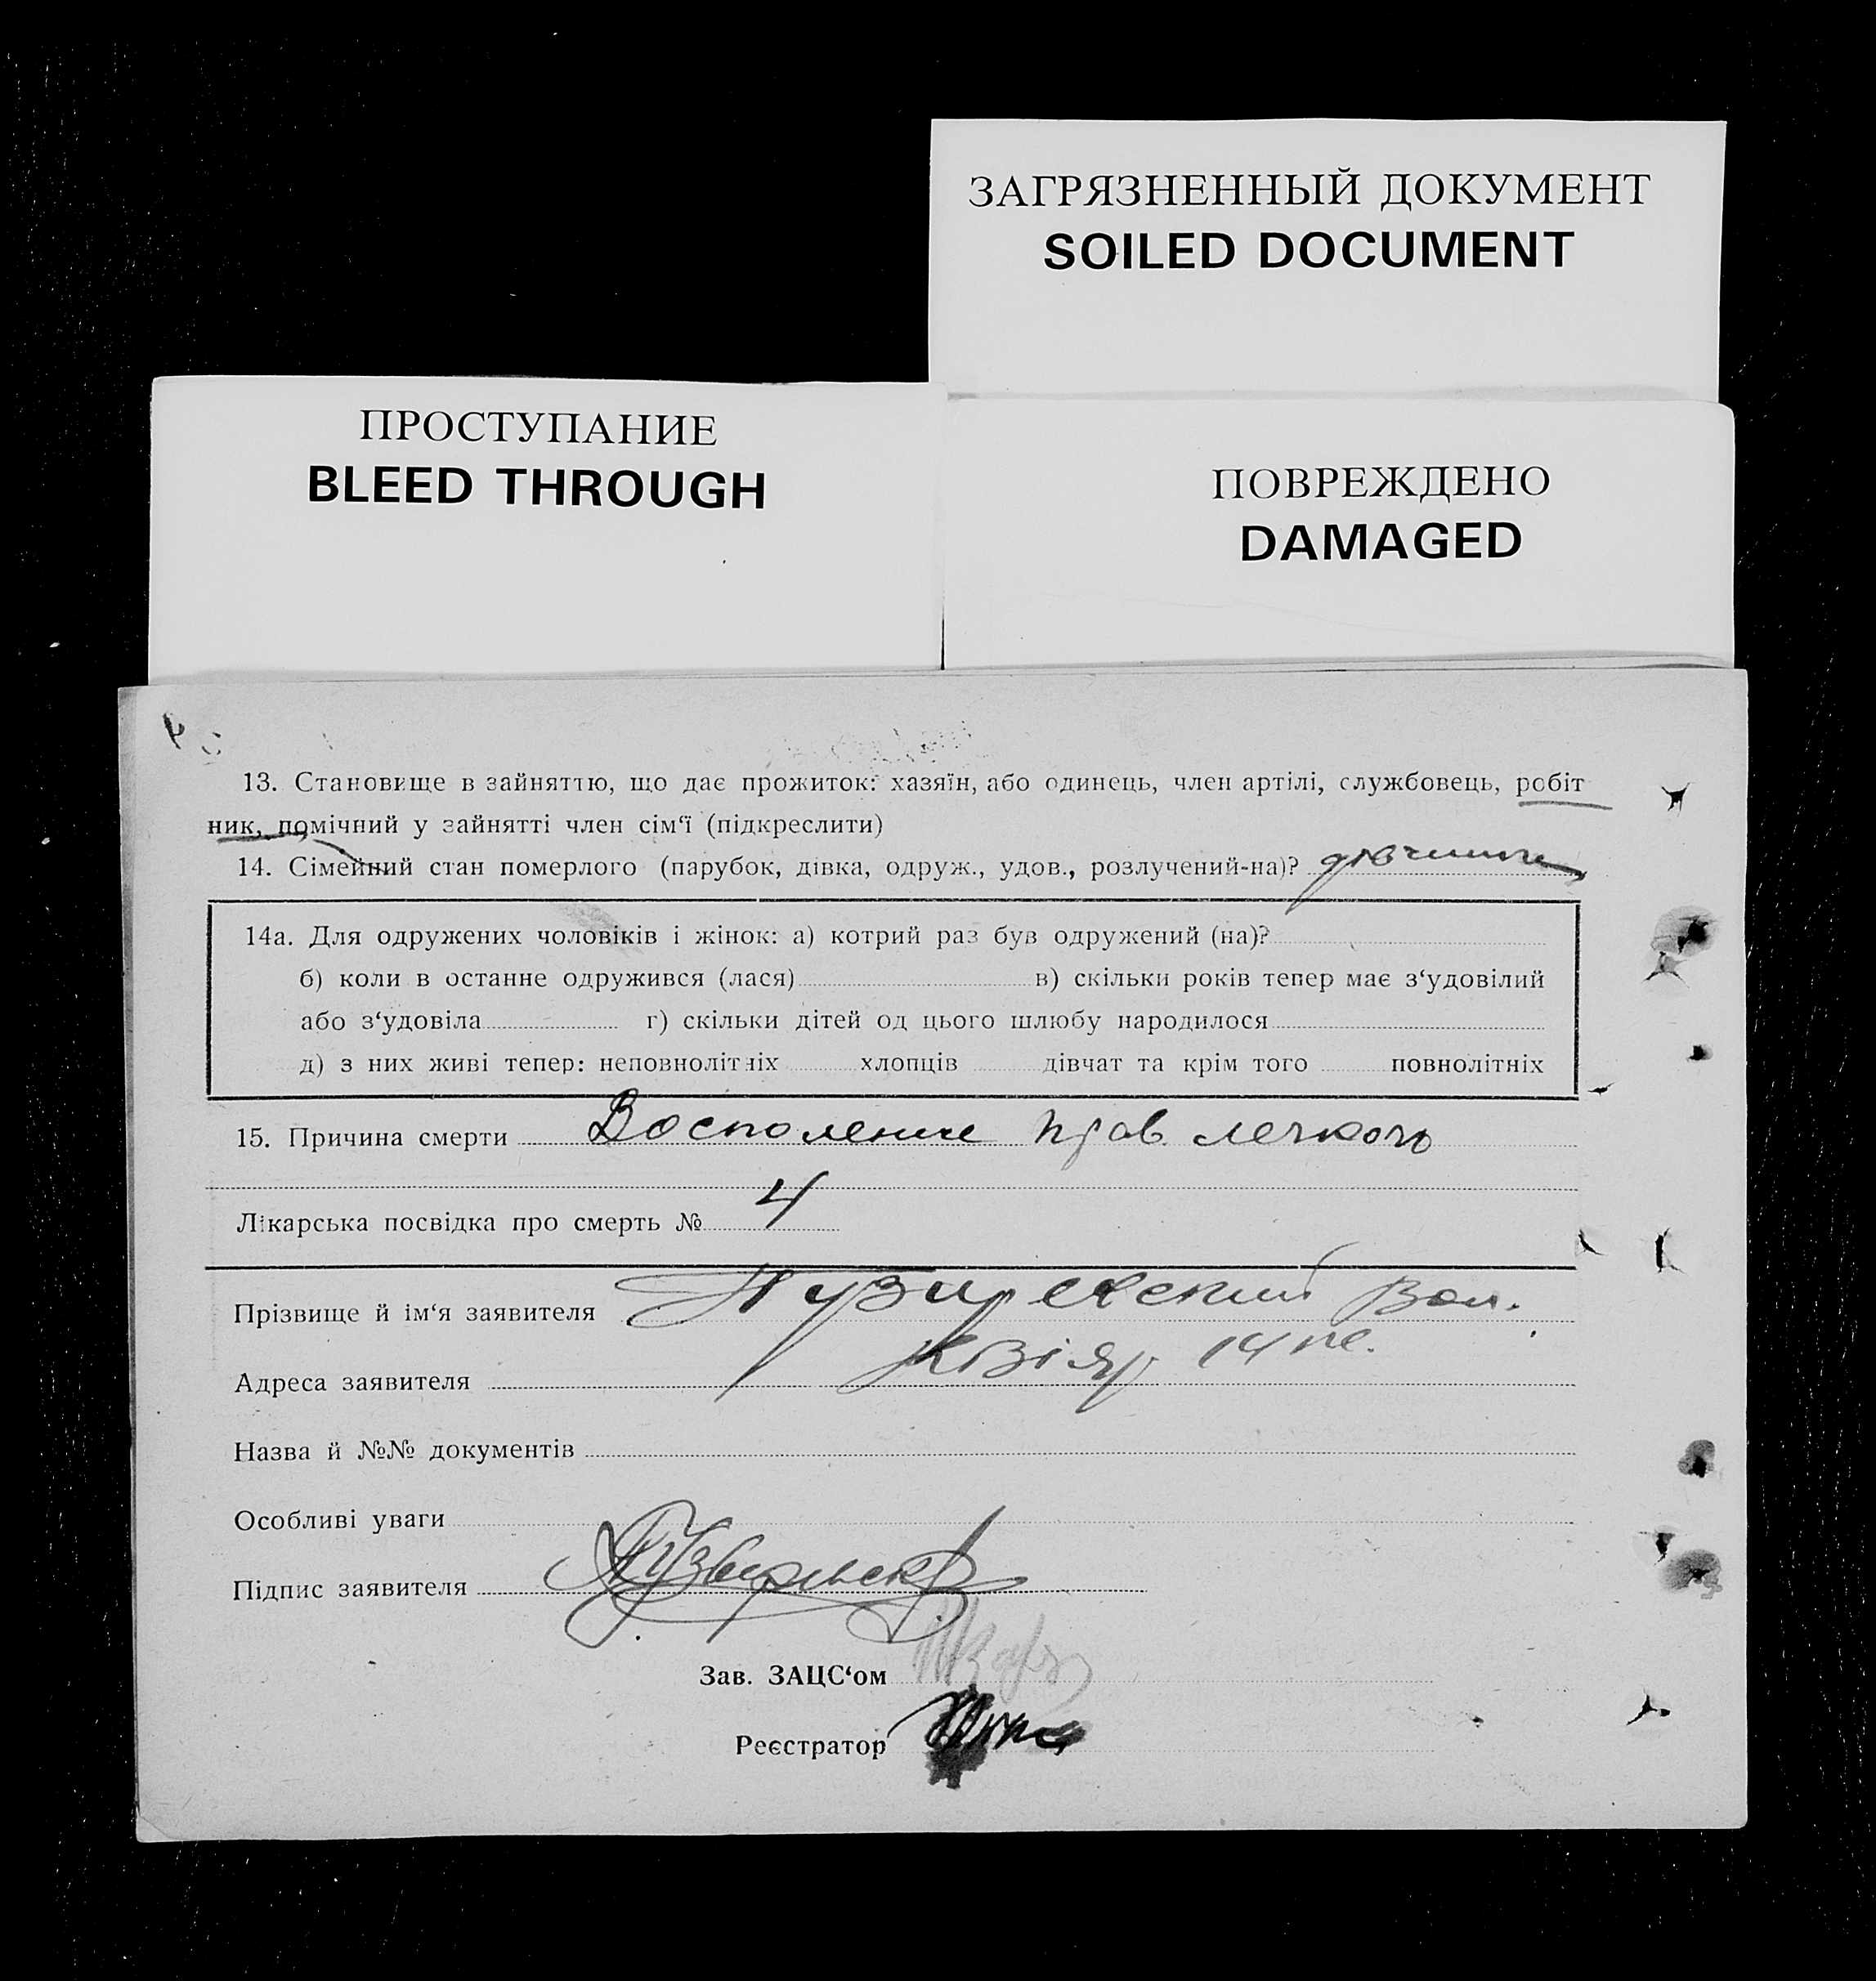 ЗАГРЯЗНЕННЫЙ ДОКУМЕНТ
SOILED DOCUMENT
ПРОСТУПАНИЕ
BLEED THROUGH
ПОВРЕЖДЕНО
DAMAGED
13. Становище в зайняттю, що дає прожиток: хазяїн, або одинець, член артілі, службовець, робіт
ник, помічний у зайнятті член сім‘ї (підкреслити)
14. Сімейний стан померлого (парубок, дівка, одруж., удов., розлучений-на)? дівчина
14а. Для одружених чоловіків і жінок: а) котрий раз був одружений (на)?
б) коли в останнє одружився (лася) в) скільки років тепер має з‘удовілий
або з‘удовіла г) скільки дітей од цього шлюбу народилося
д) з них живі тепер: неповнолітніх хлопців дівчат та крім того повнолітніх
15. Причина смерти Восполение прав. легкого
Лікарська посвідка про смерть № 4
Прізвище й ім‘я заявителя
Адреса заявителя 14
Назва й №№ документів
Особливі уваги
Підпис заявителя
Зав. ЗАЦС‘ом
Реєстратор